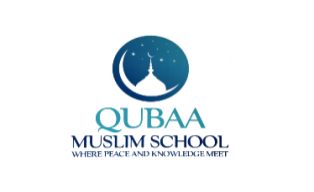 QUBAA
MUSLIM SCHOOL
WHERE PEACE AND KNOWLEDGE MEET